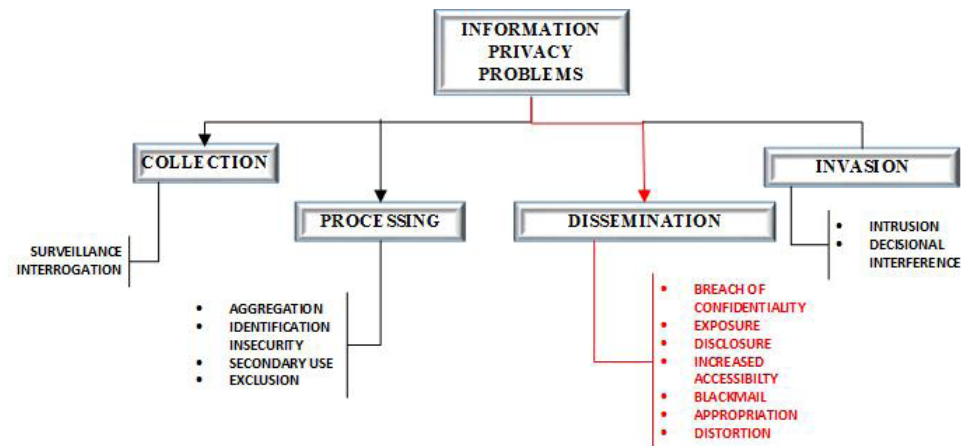 INFORMATION
PRIVACY
PROBLEMS
COLLECTION
SURVEILLANCE
INTERROGATION
PROCESSING
• AGGREGATION
• IDENTIFICATION
INSECURITY
• SECONDARY USE
• EXCLUSION
DISSEMINATION
• BREACH OF
CONFIDENTIALITY
• EXPOSURE
• DISCLOSURE
• INCREASED
ACCESSIBILTY
• BLACKMAIL
• APPROPRIATION
• DISTORTION
INVASION
• INTRUSION
• DECISIONAL
INTERFERENCE